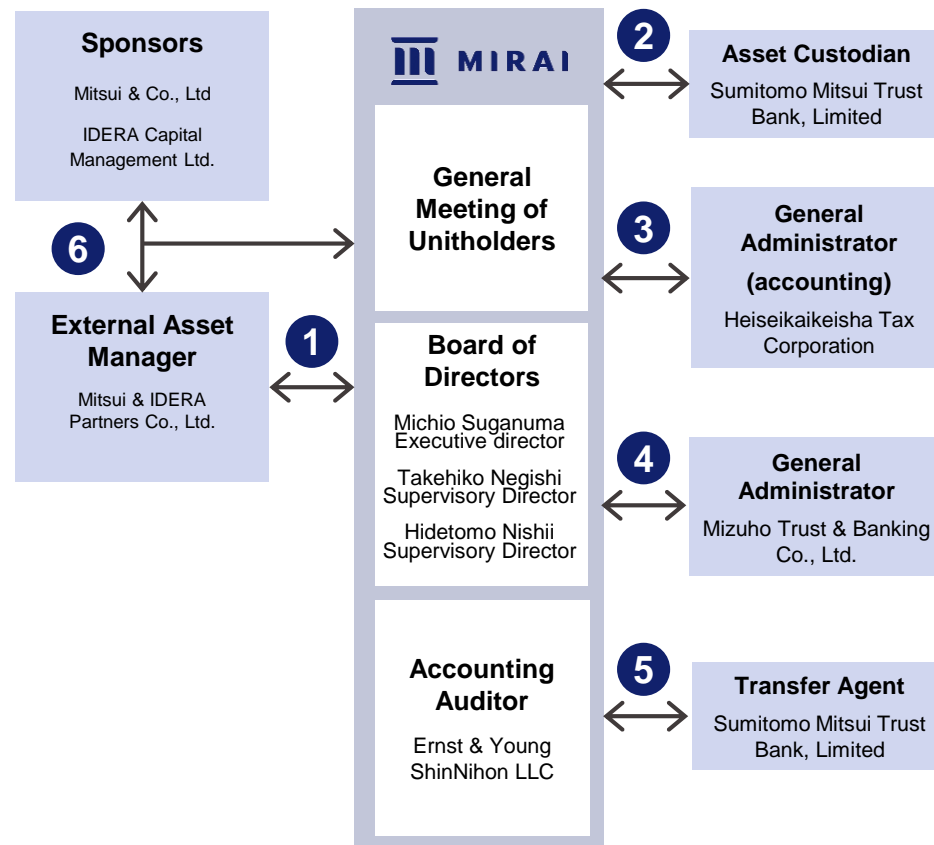 Sponsors
Mitsui & Co., Ltd
IDERA Capital
Management Ltd.
6
External Asset
Manager
Mitsui & IDERA
Partners Co., Ltd.
1
MIRAI
General
Meeting of
Unitholders
Board of
Directors
Michio Suganuma
Executive director
Takehiko Negishi
Supervisory Director
Hidetomo Nishii
Supervisory Director
Accounting
Auditor
Ernst & Young
ShinNihon LLC
2
Asset Custodian
Sumitomo Mitsui Trust
Bank, Limited
3
General
Administrator
(accounting)
Heiseikaikeisha Tax
Corporation
4
General
Administrator
Mizuho Trust & Banking
Co., Ltd.
5
Transfer Agent
Sumitomo Mitsui Trust
Bank, Limited